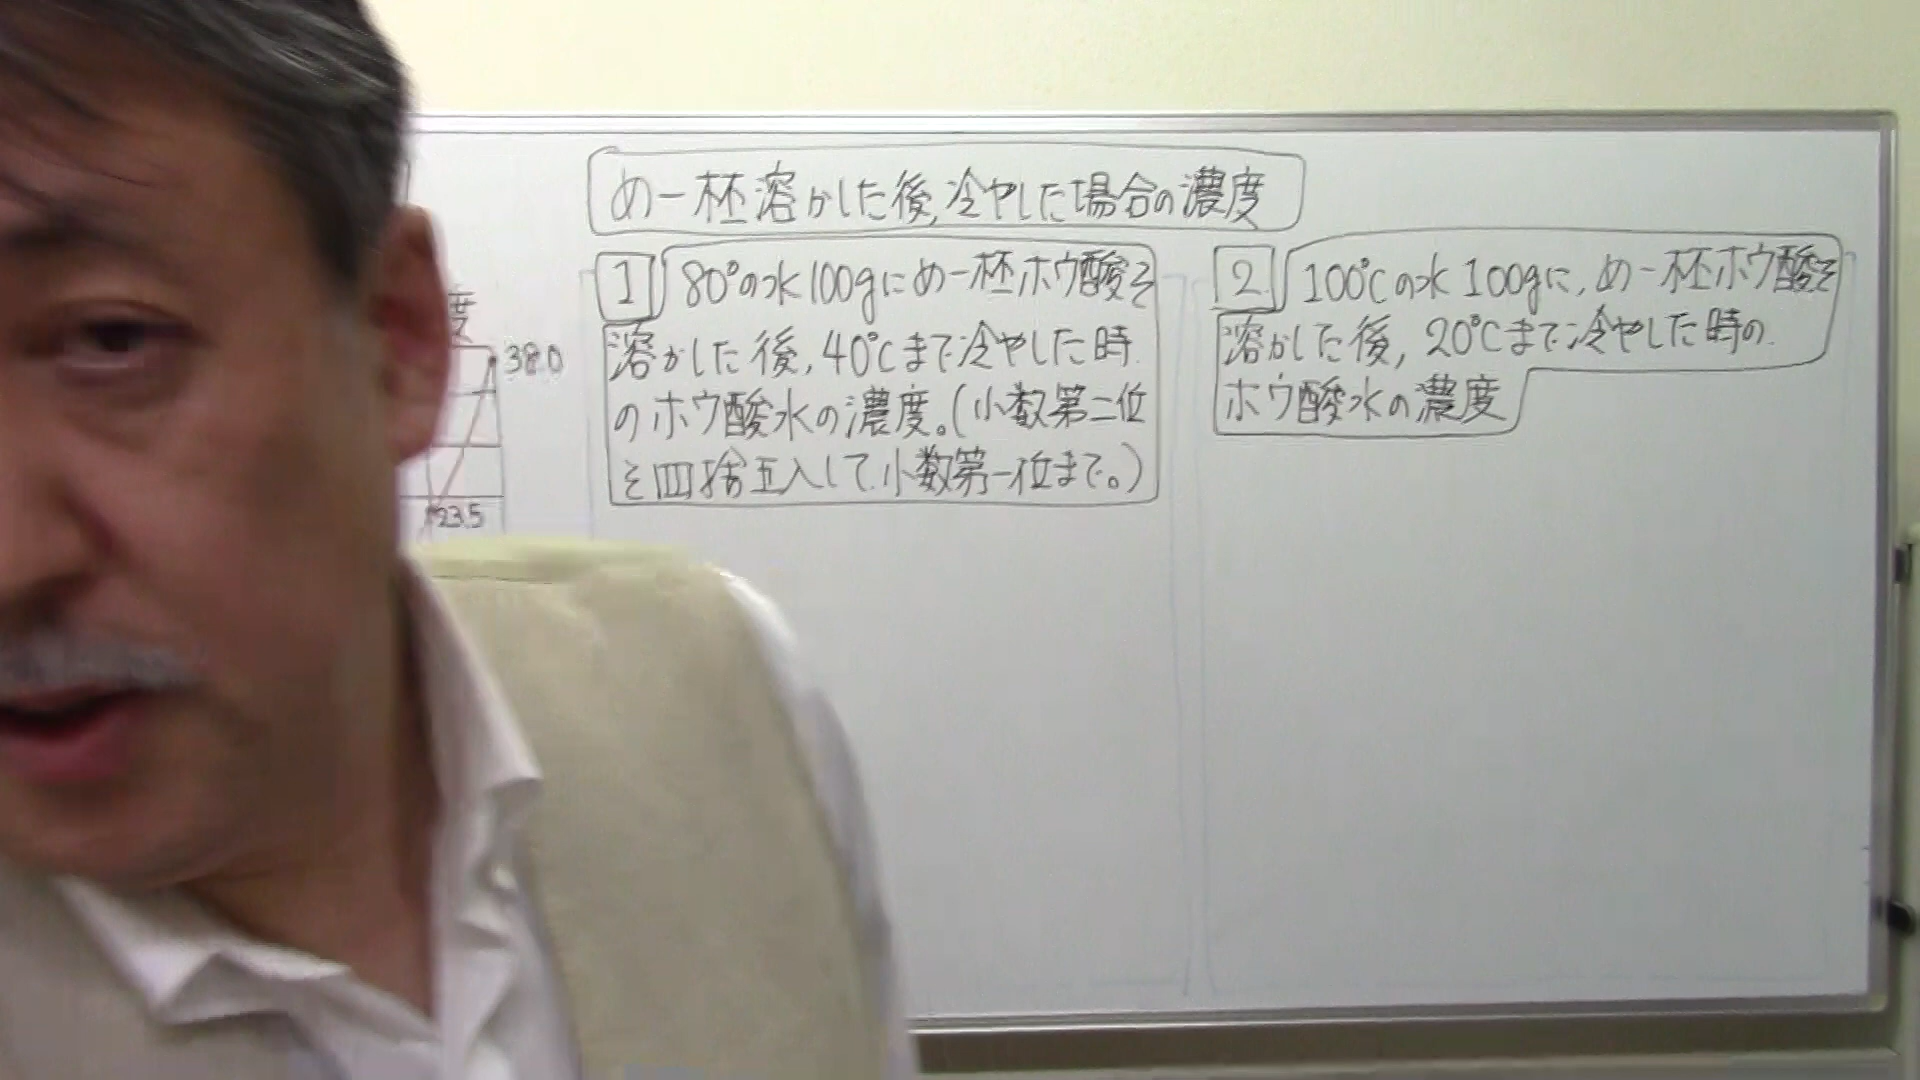 め一杯溶かした後,冷やした場合の濃度
1 80°の水100gにめ一杯ホウ酸を
溶かした後,40℃まで冷やした時
のホウ酸水の濃度。(小数第二位
を四捨五入して小数第一位まで。)
2 100℃の水100gに,め一杯ホウ酸を
溶かした後,20℃まで冷やした時の
ホウ酸水の濃度
度
38.0
23.5